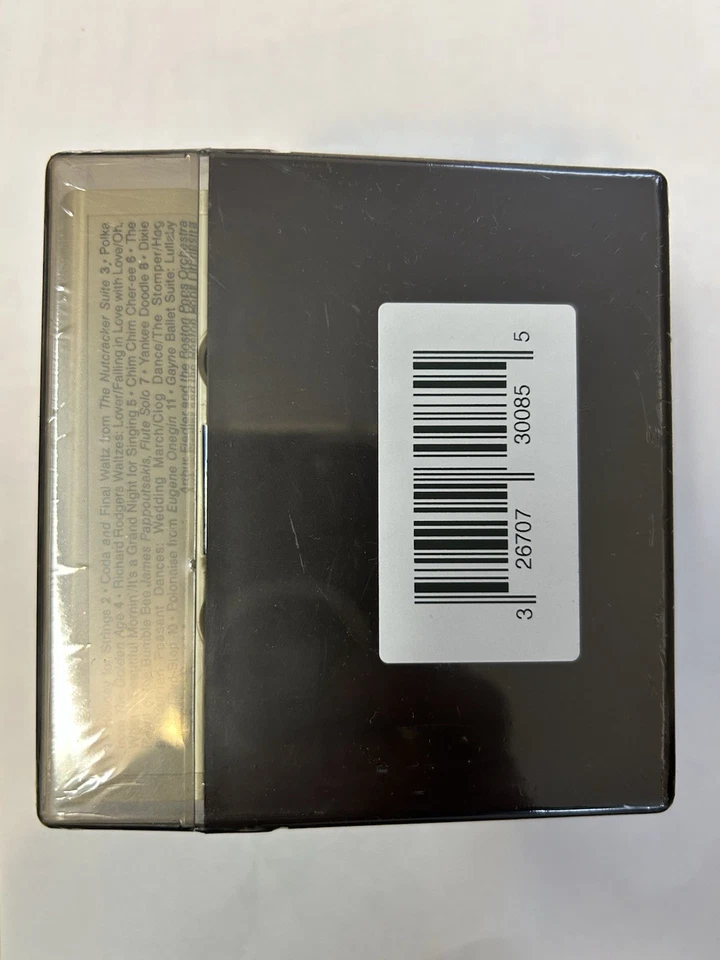 for Strings 2 • Coda and Final Waltz from The Nutcracker Suite 3 • Polka
Golden Age 4 • Richard Rodgers Waltzes: Lover/Falling in Love with Love/Oh,
Mornin'/It's a Grand Night for Singing 5 • Chim Chim Cher-ee 6 • The
Bumble Bee James Pappoutsakis, Flute Solo 7 • Yankee Doodle 8 • Dixie
Peasant Dances: Wedding March/Clog Dance/The Stomper/Hog
10 • Polonaise from Eugene Onegin 11 • Gayne Ballet Suite: Lullaby
Arthur Fiedler and the Boston Pops Orchestra
3 26707 30085 5